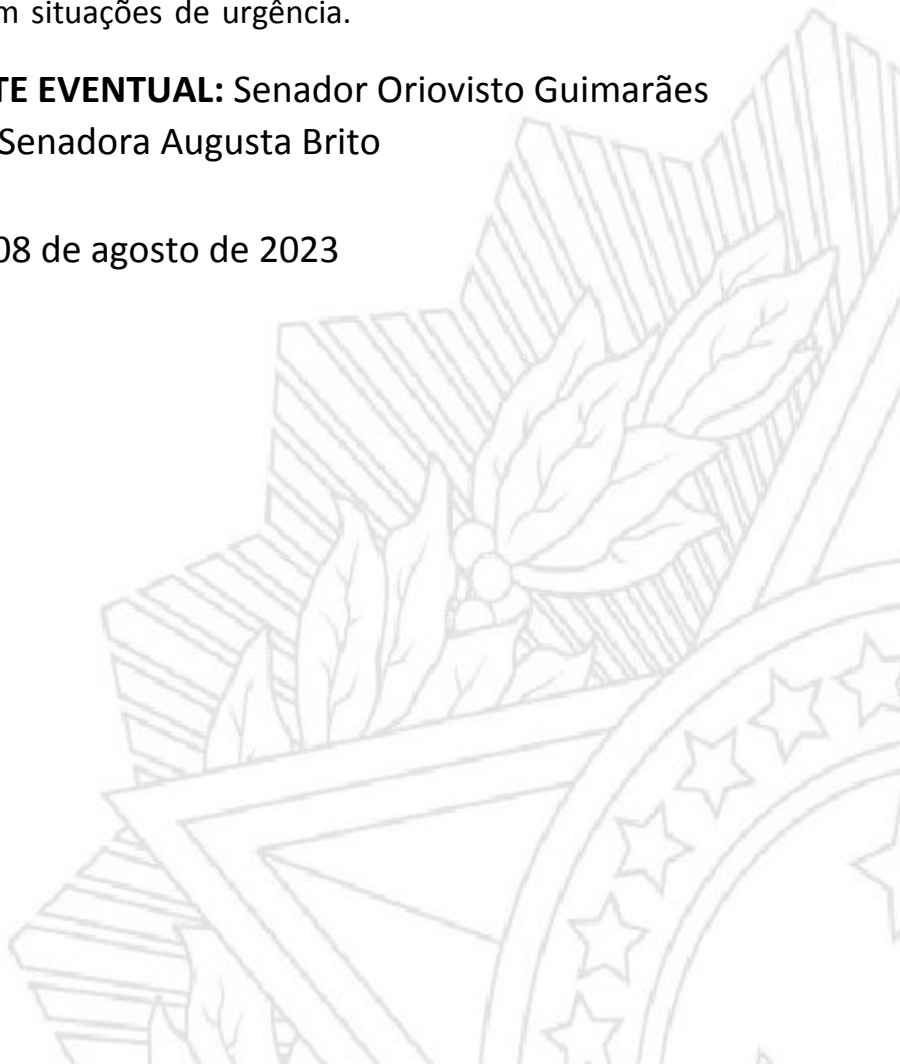 m situações de urgência.
TE EVENTUAL: Senador Oriovisto Guimarães
Senadora Augusta Brito
08 de agosto de 2023